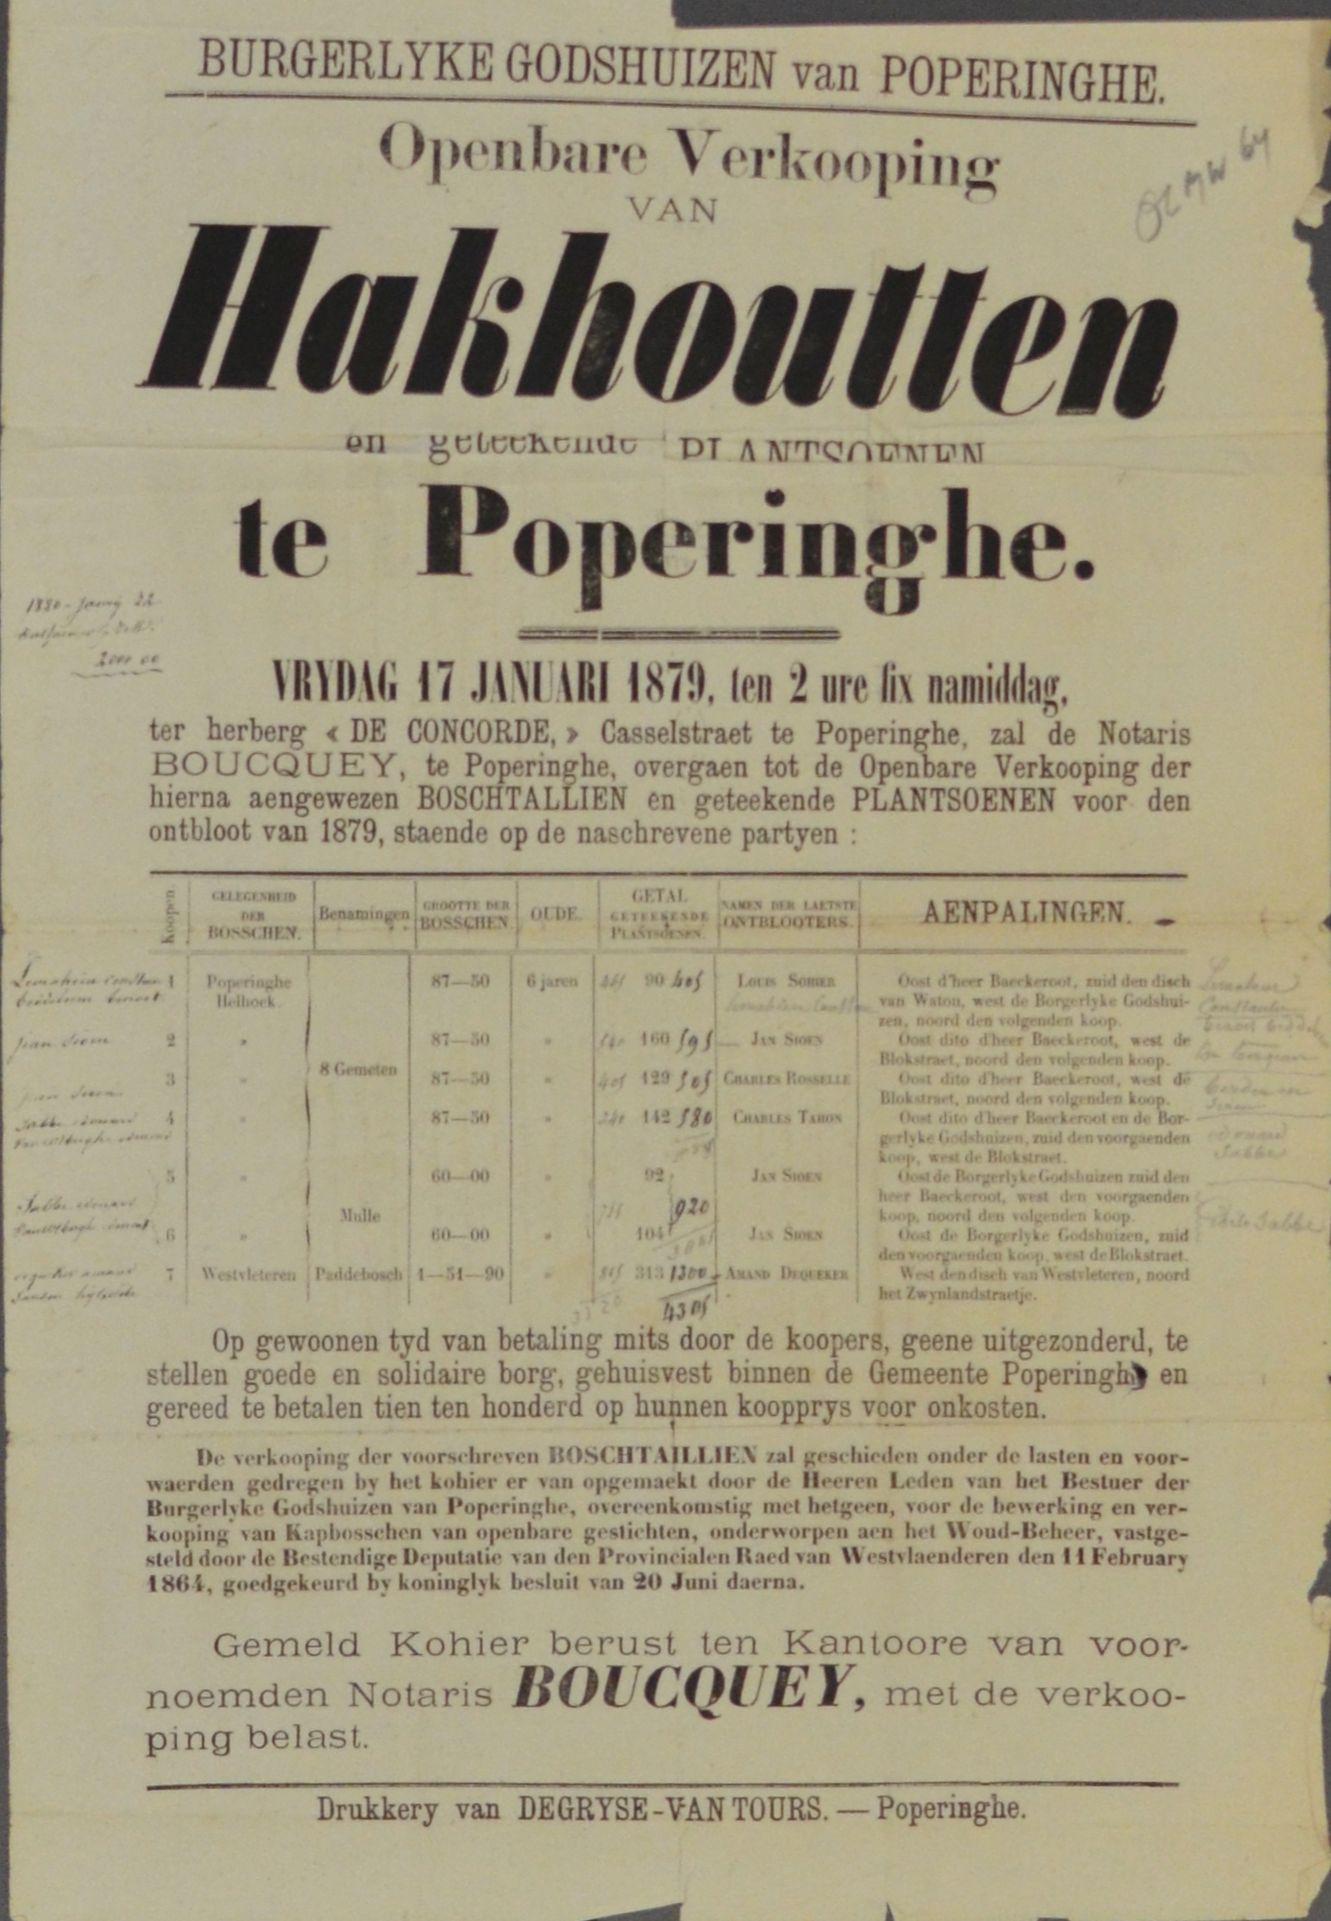 BURGERLYKE GODSHUIZEN van POPERINGHE.
Openbare Verkooping
VAN
Hakhoutten
en geteekende PLANTSOENEN
te Poperinghe.
VRYDAG 17 JANUARI 1879, ten 2 ure fix namiddag,
ter herberg « DE CONCORDE, » Casselstraet te Poperinghe, zal de Notaris
BOUCQUEY, te Poperinghe, overgaen tot de Openbare Verkooping der
hierna aengewezen BOSCHTALLIEN en geteekende PLANTSOENEN voor den
ontbloot van 1879, staende op de naschrevene partyen :
Koopen. GELEGENHEID DER BOSSCHEN. Benamingen GROOTTE DER BOSSCHEN. OUDE. GETAL GETEEKENDE PLANTSOENEN. NAMEN DER LAETSTE ONTBLOOTERS. AENPALINGEN.
1 Poperinghe Helhoek. 8 Gemeten 87—50 6 jaren 90 405 LOUIS SOHIER Oost d'heer Baeckeroot, zuid den disch
van Watou, west de Borgerlyke Godshui-
zen, noord den volgenden koop.
2 » 87—50 » 160 595 JAN SIOEN Oost dito d'heer Baeckeroot, west de
Blokstraet, noord den volgenden koop.
3 » 87—50 » 405 129 505 CHARLES ROSSELLE Oost dito d'heer Baeckeroot, west de
Blokstraet, noord den volgenden koop.
4 » 87—50 » 142 580 CHARLES TAHON Oost dito d'heer Baeckeroot en de Bor-
gerlyke Godshuizen, zuid den voorgaenden
koop, west de Blokstraet.
5 » Mulle 60—00 » 92 JAN SIOEN Oost de Borgerlyke Godshuizen zuid den
heer Baeckeroot, west den voorgaenden
koop, noord den volgenden koop.
920
6 » 60—00 » 104 JAN SIOEN Oost de Borgerlyke Godshuizen, zuid
den voorgaenden koop, west de Blokstraet.
7 Westvleteren Paddebosch 1—51—90 » 313 1300 AMAND DEQUEKER West den disch van Westvleteren, noord
het Zwynlandstraetje.
4305
Op gewoonen tyd van betaling mits door de koopers, geene uitgezonderd, te
stellen goede en solidaire borg, gehuisvest binnen de Gemeente Poperinghe en
gereed te betalen tien ten honderd op hunnen koopprys voor onkosten.
De verkooping der voorschreven BOSCHTAILLIEN zal geschieden onder de lasten en voor-
waerden gedregen by het kohier er van opgemaekt door de Heeren Leden van het Bestuer der
Burgerlyke Godshuizen van Poperinghe, overeenkomstig met hetgeen, voor de bewerking en ver-
kooping van Kapbosschen van openbare gestichten, onderworpen aen het Woud-Beheer, vastge-
steld door de Bestendige Deputatie van den Provincialen Raed van Westvlaenderen den 11 February
1864, goedgekeurd by koninglyk besluit van 20 Juni daerna.
Gemeld Kohier berust ten Kantoore van voor-
noemden Notaris BOUCQUEY, met de verkoo-
ping belast.
Drukkery van DEGRYSE-VAN TOURS. — Poperinghe.